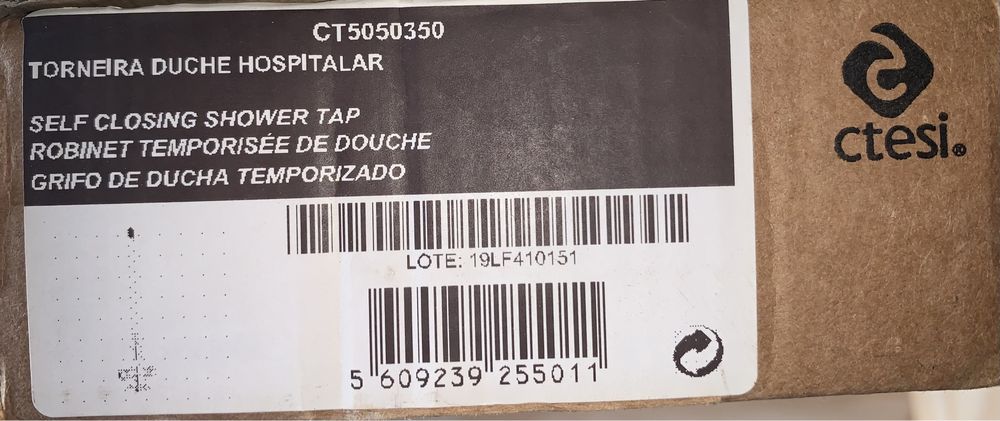 CT5050350
TORNEIRA DUCHE HOSPITALAR
SELF CLOSING SHOWER TAP
ROBINET TEMPORISÉE DE DOUCHE
GRIFO DE DUCHA TEMPORIZADO
LOTE: 19LF410151
5 609239 255011
ctesi®